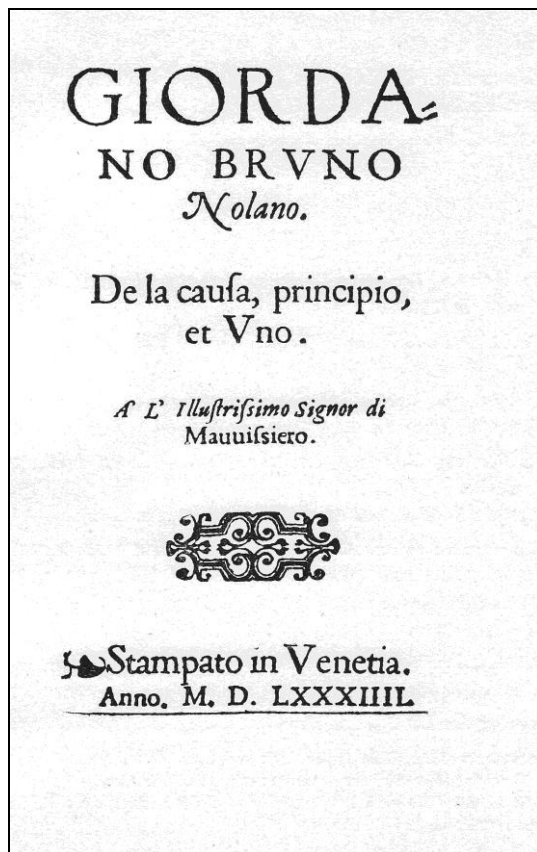 GIORDA=
NO BRVNO
Nolano.
De la cauſa, principio,
et Vno.
A' L' Illuſtriſsimo Signor di
Mauuiſsiero.
Stampato in Venetia.
Anno. M. D. LXXXIIII.